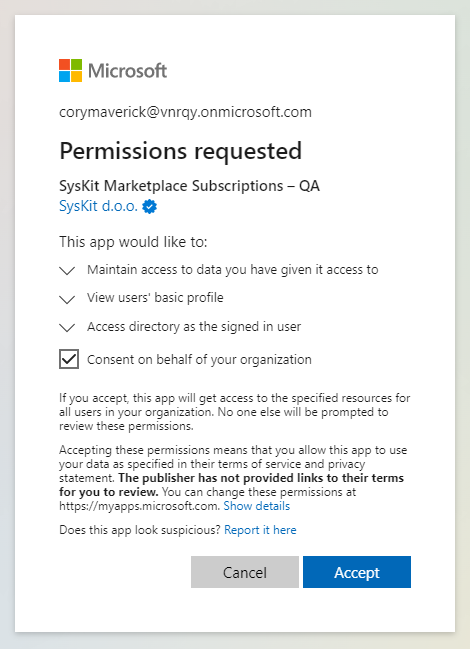 Microsoft
corymaverick@vnrqy.onmicrosoft.com
Permissions requested
SysKit Marketplace Subscriptions – QA
SysKit d.o.o.
This app would like to:
Maintain access to data you have given it access to
View users' basic profile
Access directory as the signed in user
Consent on behalf of your organization
If you accept, this app will get access to the specified resources for
all users in your organization. No one else will be prompted to
review these permissions.
Accepting these permissions means that you allow this app to use
your data as specified in their terms of service and privacy
statement. The publisher has not provided links to their terms
for you to review. You can change these permissions at
https://myapps.microsoft.com. Show details
Does this app look suspicious? Report it here
Cancel Accept